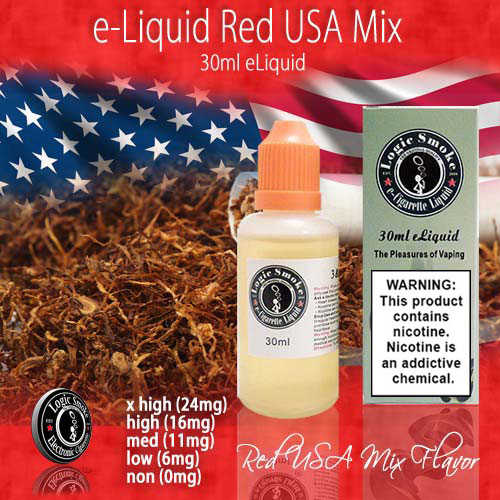 e-Liquid Red USA Mix
30ml eLiquid
Logic Smoke
e-Cigarette Liquid
30ml eLiquid
The Pleasures of Vaping
WARNING:
This product
contains
nicotine.
Nicotine is
an addictive
chemical.
Logic Smoke
e-Cigarette Liquid
30ml
Logic Smoke
Electronic Cigarettes
x high (24mg)
high (16mg)
med (11mg)
low (6mg)
non (0mg)
Red USA Mix Flavor